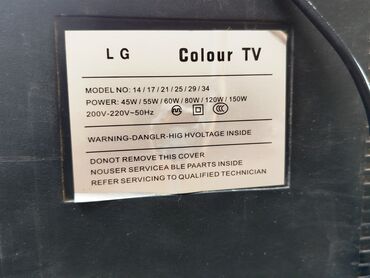 LG Colour TV
MODEL NO: 14 / 17 / 21 / 25 / 29 / 34
POWER: 45W / 55W / 60W / 80W / 120W / 150W
200V-220V~50Hz
WARNING-DANGLR-HIG HVOLTAGE INSIDE
DONOT REMOVE THIS COVER
NOUSER SERVICEA BLE PAARTS INSIDE
REFER SERVICING TO QUALIFIED TECHNICIAN